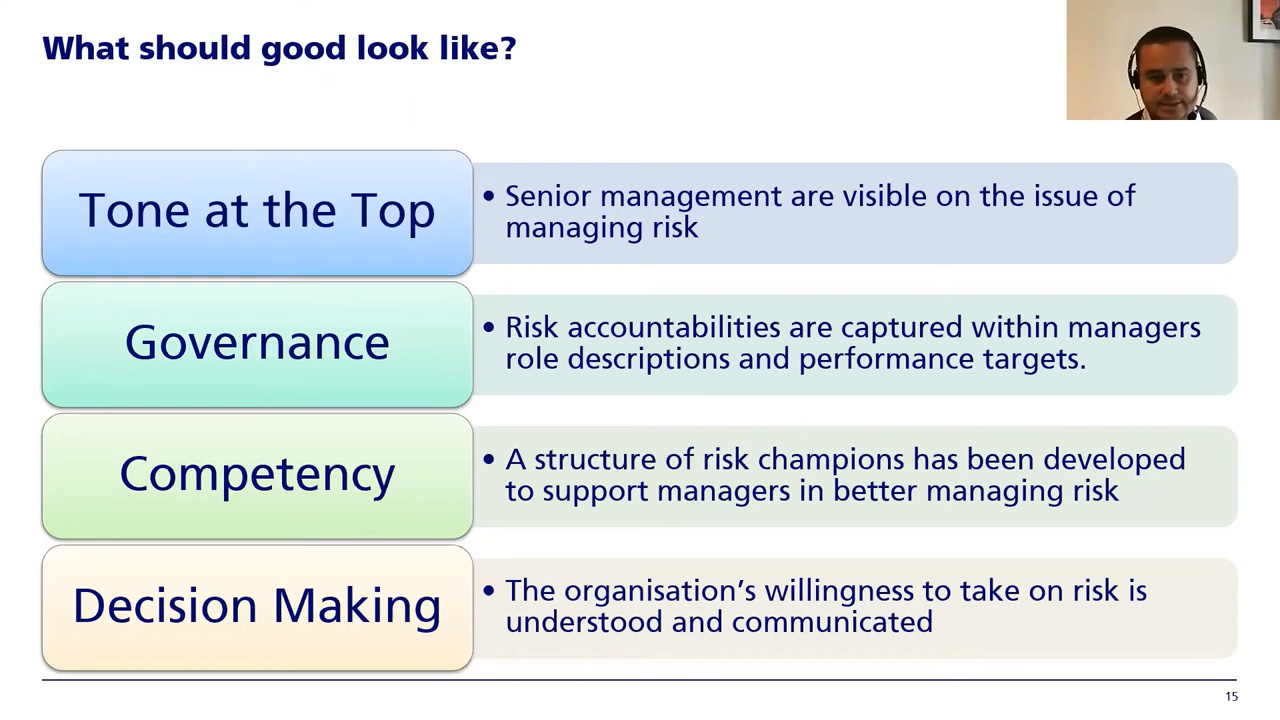 What should good look like?
Tone at the Top
• Senior management are visible on the issue of
managing risk
Governance
• Risk accountabilities are captured within managers
role descriptions and performance targets.
Competency
• A structure of risk champions has been developed
to support managers in better managing risk
Decision Making
• The organisation’s willingness to take on risk is
understood and communicated
15